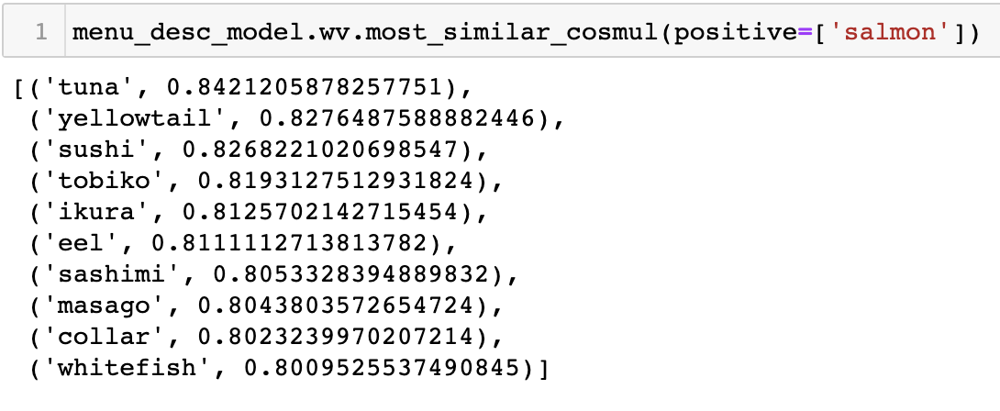 1 menu_desc_model.wv.most_similar_cosmul(positive=['salmon'])
[('tuna', 0.8421205878257751),
('yellowtail', 0.8276487588882446),
('sushi', 0.8268221020698547),
('tobiko', 0.8193127512931824),
('ikura', 0.8125702142715454),
('eel', 0.8111112713813782),
('sashimi', 0.8053328394889832),
('masago', 0.8043803572654724),
('collar', 0.8023239970207214),
('whitefish', 0.8009525537490845)]